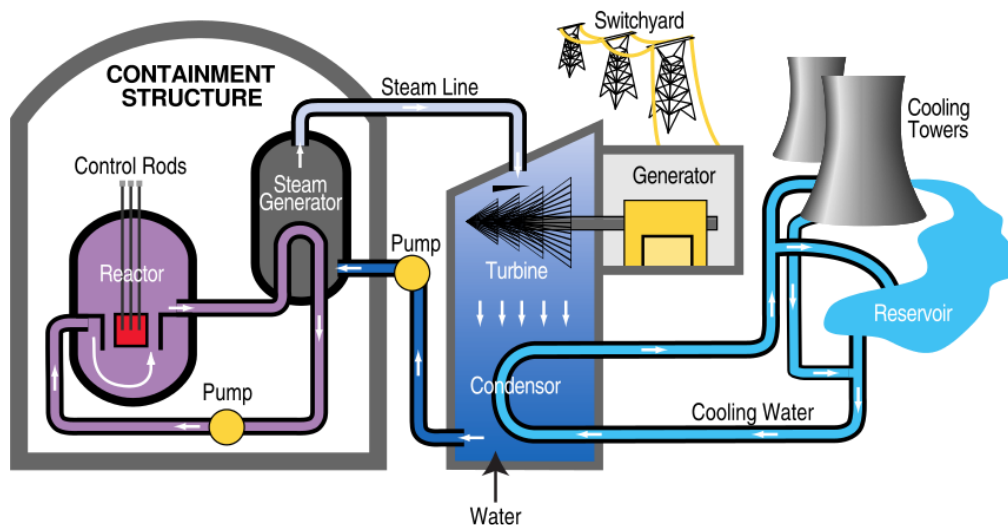 Switchyard
CONTAINMENT
STRUCTURE
Steam Line
Cooling
Towers
Control Rods
Steam
Generator
Generator
Pump
Reactor
Turbine
Reservoir
Pump
Condensor
Cooling Water
Water